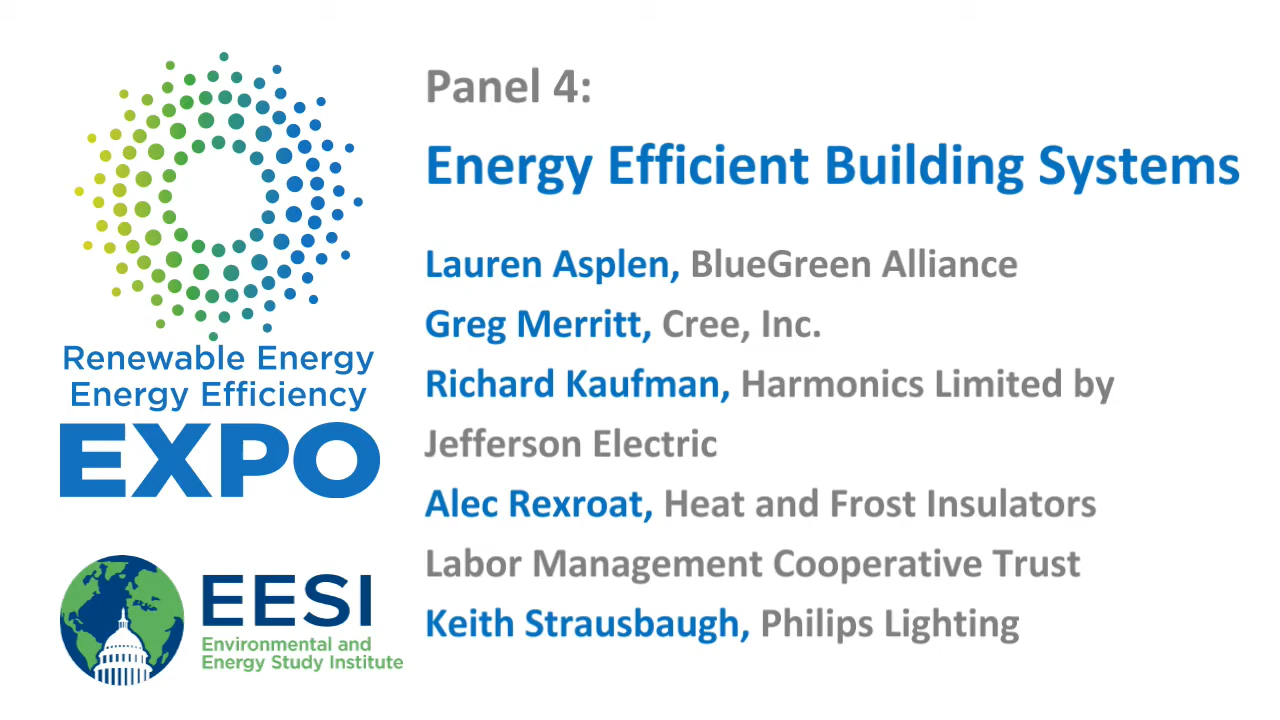 Panel 4:
Energy Efficient Building Systems
Lauren Asplen, BlueGreen Alliance
Greg Merritt, Cree, Inc.
Richard Kaufman, Harmonics Limited by
Jefferson Electric
Alec Rexroat, Heat and Frost Insulators
Labor Management Cooperative Trust
Keith Strausbaugh, Philips Lighting
Renewable Energy
Energy Efficiency
EXPO
EESI
Environmental and
Energy Study Institute